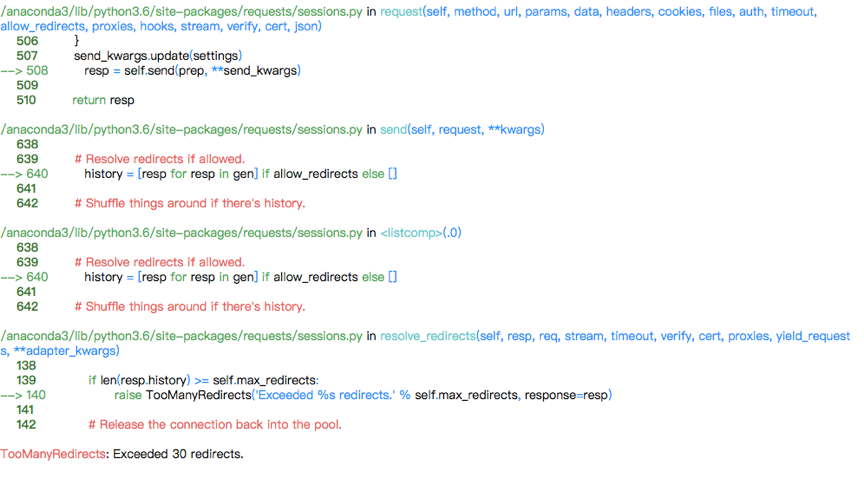 /anaconda3/lib/python3.6/site-packages/requests/sessions.py in request(self, method, url, params, data, headers, cookies, files, auth, timeout,
allow_redirects, proxies, hooks, stream, verify, cert, json)
506 }
507 send_kwargs.update(settings)
--> 508 resp = self.send(prep, **send_kwargs)
509
510 return resp
/anaconda3/lib/python3.6/site-packages/requests/sessions.py in send(self, request, **kwargs)
638
639 # Resolve redirects if allowed.
--> 640 history = [resp for resp in gen] if allow_redirects else []
641
642 # Shuffle things around if there's history.
/anaconda3/lib/python3.6/site-packages/requests/sessions.py in <listcomp>(.0)
638
639 # Resolve redirects if allowed.
--> 640 history = [resp for resp in gen] if allow_redirects else []
641
642 # Shuffle things around if there's history.
/anaconda3/lib/python3.6/site-packages/requests/sessions.py in resolve_redirects(self, resp, req, stream, timeout, verify, cert, proxies, yield_request
s, **adapter_kwargs)
138
139 if len(resp.history) >= self.max_redirects:
--> 140 raise TooManyRedirects('Exceeded %s redirects.' % self.max_redirects, response=resp)
141
142 # Release the connection back into the pool.
TooManyRedirects: Exceeded 30 redirects.